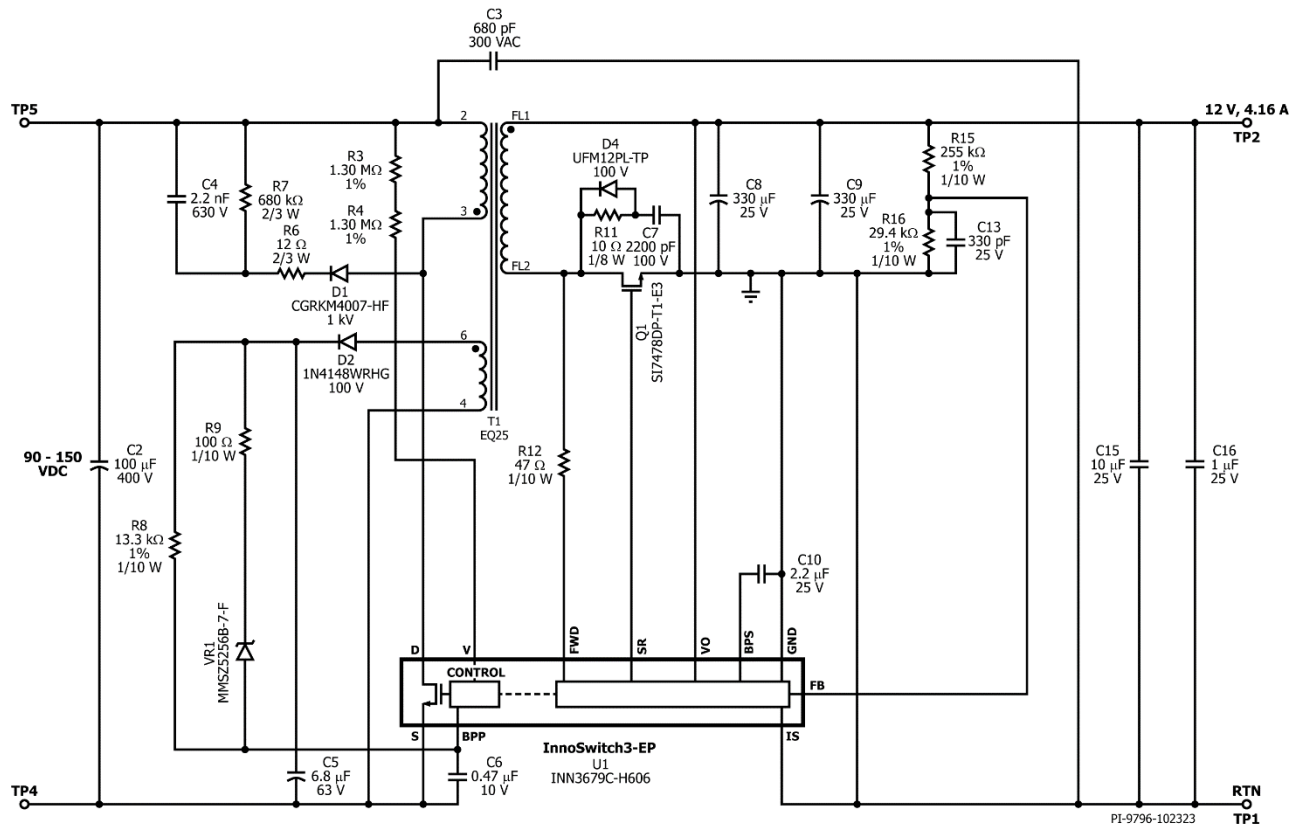 C3
680 pF
300 VAC
TP5
2
FL1
12 V, 4.16 A
TP2
D4
UFM12PL-TP
100 V
R3
1.30 MΩ
1%
R15
255 kΩ
1%
1/10 W
C4
2.2 nF
630 V
R7
680 kΩ
2/3 W
C8
330 µF
25 V
C9
330 µF
25 V
R4
1.30 MΩ
1%
3
R6
12 Ω
2/3 W
R11
10 Ω
1/8 W
C7
2200 pF
100 V
R16
29.4 kΩ
1%
1/10 W
C13
330 pF
25 V
FL2
D1
CGRKM4007-HF
1 kV
Q1
SI7478DP-T1-E3
6
D2
1N4148WRHG
100 V
4
T1
EQ25
R9
100 Ω
1/10 W
90 - 150
VDC
C2
100 µF
400 V
R12
47 Ω
1/10 W
C15
10 µF
25 V
C16
1 µF
25 V
R8
13.3 kΩ
1%
1/10 W
C10
2.2 µF
25 V
VR1
MMSZ5256B-7-F
D
V
FWD
SR
VO
BPS
GND
CONTROL
FB
S
BPP
IS
InnoSwitch3-EP
U1
INN3679C-H606
C5
6.8 µF
63 V
C6
0.47 µF
10 V
TP4
RTN
TP1
PI-9796-102323